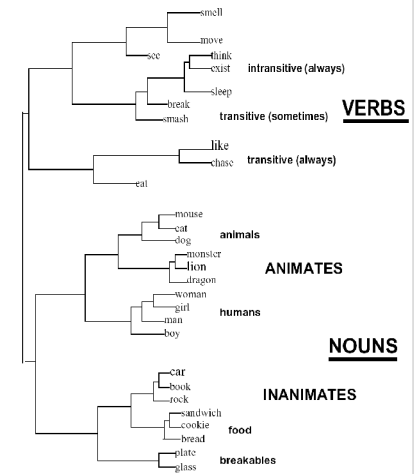 smell
move
see
think
exist
intransitive (always)
sleep
VERBS
break
smash
transitive (sometimes)
like
chase
transitive (always)
eat
mouse
cat
animals
dog
monster
lion
ANIMATES
dragon
woman
girl
humans
man
boy
NOUNS
car
book
INANIMATES
rock
sandwich
cookie
food
bread
plate
breakables
glass